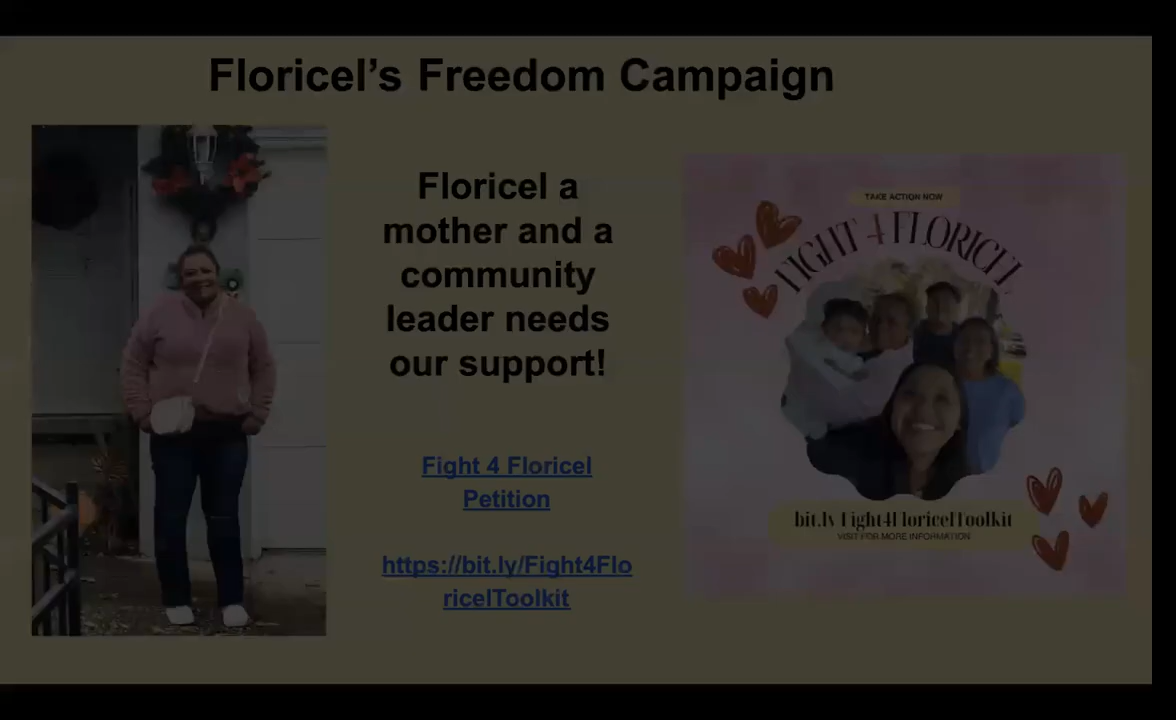 Floricel's Freedom Campaign
Floricel a
mother and a
community
leader needs
our support!
Fight 4 Floricel
Petition
https://bit.ly/Fight4Flo
ricelToolkit
TAKE ACTION NOW
FIGHT 4 FLORICEL
bit.ly/Fight4FloricelToolkit
VISIT FOR MORE INFORMATION